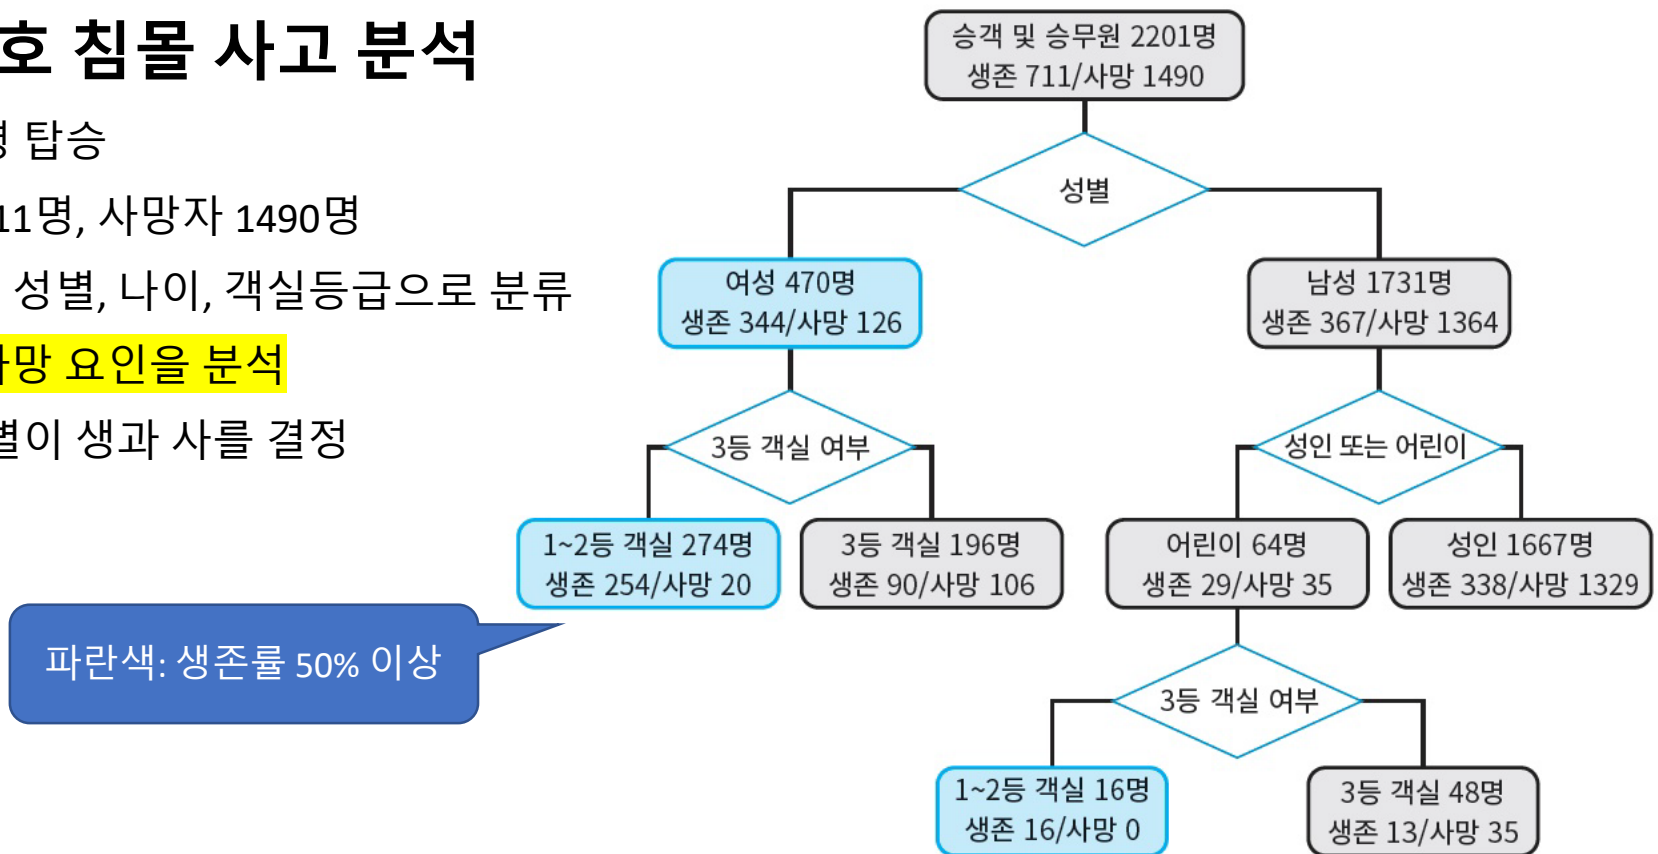 호 침몰 사고 분석
명 탑승
11명, 사망자 1490명
성별, 나이, 객실등급으로 분류
사망 요인을 분석
별이 생과 사를 결정
파란색: 생존률 50% 이상
승객 및 승무원 2201명
생존 711/사망 1490
성별
여성 470명
생존 344/사망 126
남성 1731명
생존 367/사망 1364
3등 객실 여부
성인 또는 어린이
1~2등 객실 274명
생존 254/사망 20
3등 객실 196명
생존 90/사망 106
어린이 64명
생존 29/사망 35
성인 1667명
생존 338/사망 1329
3등 객실 여부
1~2등 객실 16명
생존 16/사망 0
3등 객실 48명
생존 13/사망 35